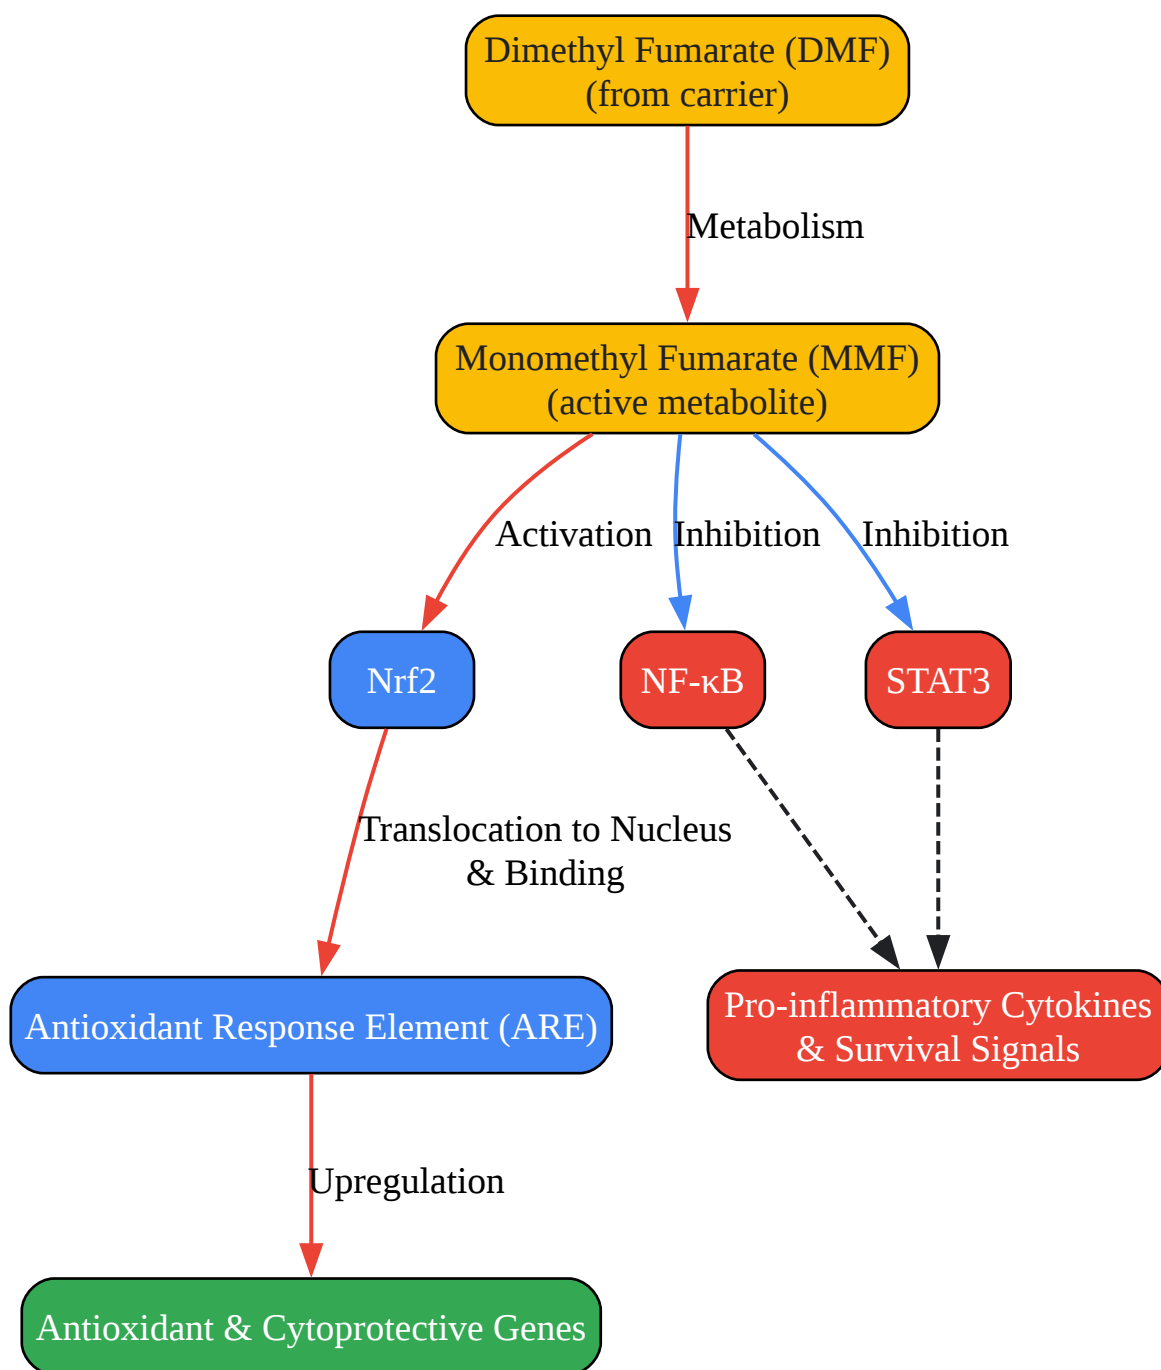 Dimethyl Fumarate (DMF)
(from carrier)
Metabolism
Monomethyl Fumarate (MMF)
(active metabolite)
Activation
Inhibition
Inhibition
Nrf2
NF-κB
STAT3
Translocation to Nucleus
& Binding
Antioxidant Response Element (ARE)
Pro-inflammatory Cytokines
& Survival Signals
Upregulation
Antioxidant & Cytoprotective Genes